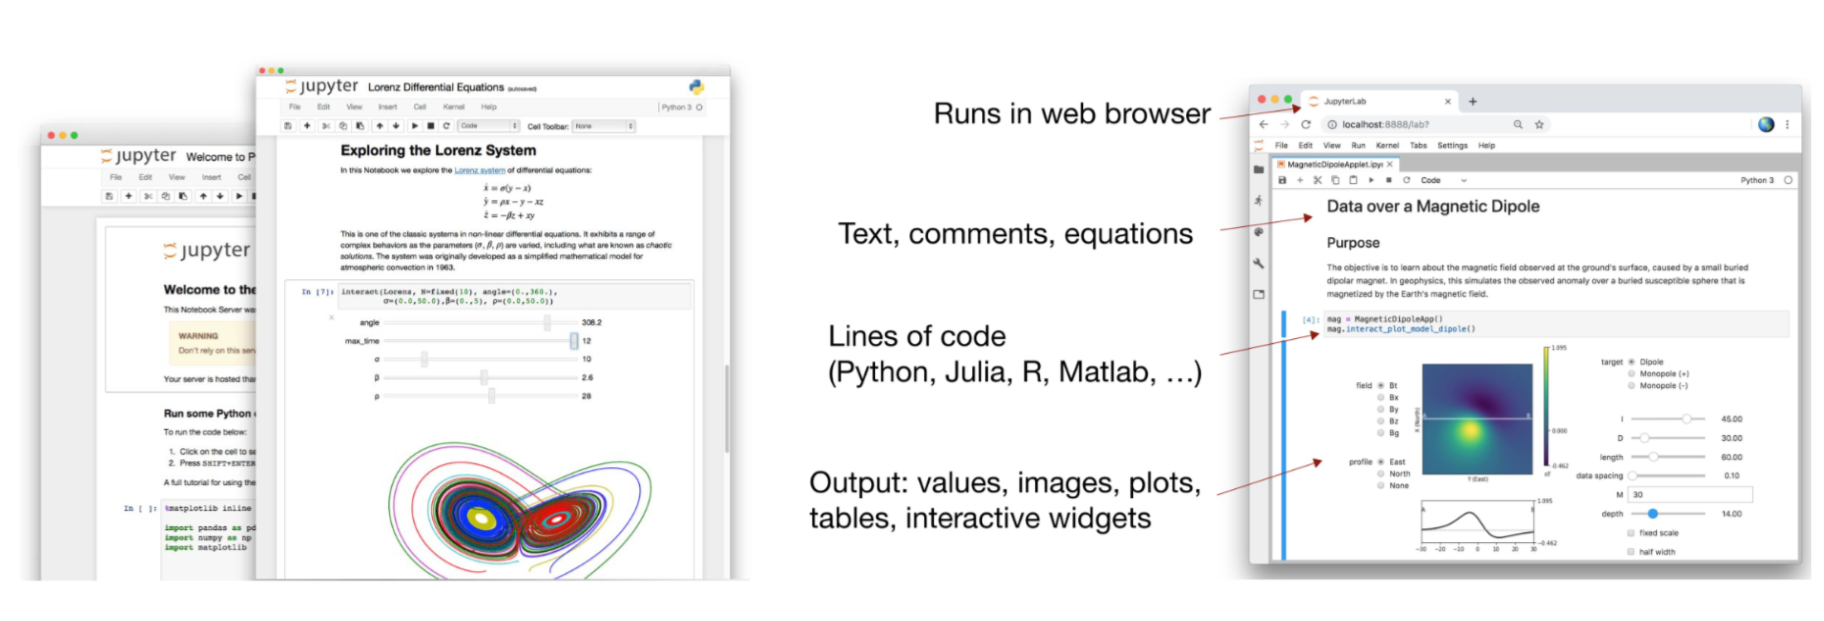 jupyter Welcome to P
File Edit View Insert Cel
jupyter
Welcome to the
This Notebook Server wa
WARNING
Don't rely on this serv
Your server is hosted tha
Run some Python
To run the code below:
1. Click on the cell to se
2. Press SHIFT+ENTER
A full tutorial for using the
In [ ]: %matplotlib inline
import pandas as pd
import numpy as np
import matplotlib
jupyter Lorenz Differential Equations (autosaved)
File Edit View Insert Cell Kernel Help Python 3
Code Cell Toolbar: None
Exploring the Lorenz System
In this Notebook we explore the Lorenz system of differential equations:
ẋ = σ(y − x)
ẏ = ρx − y − xz
ż = −βz + xy
This is one of the classic systems in non-linear differential equations. It exhibits a range of
complex behaviors as the parameters (σ, β, ρ) are varied, including what are known as chaotic
solutions. The system was originally developed as a simplified mathematical model for
atmospheric convection in 1963.
In [7]: interact(Lorenz, N=fixed(10), angle=(0.,360.),
σ=(0.0,50.0),β=(0.,5), ρ=(0.0,50.0))
x
angle 308.2
max_time 12
σ 10
β 2.6
ρ 28
Runs in web browser
Text, comments, equations
Lines of code
(Python, Julia, R, Matlab, …)
Output: values, images, plots,
tables, interactive widgets
JupyterLab × +
localhost:8888/lab?
File Edit View Run Kernel Tabs Settings Help
MagneticDipoleApplet.ipy ×
Code Python 3
Data over a Magnetic Dipole
Purpose
The objective is to learn about the magnetic field observed at the ground's surface, caused by a small buried
dipolar magnet. In geophysics, this simulates the observed anomaly over a buried susceptible sphere that is
magnetized by the Earth's magnetic field.
[4]: mag = MagneticDipoleApp()
mag.interact_plot_model_dipole()
field Bt
Bx
By
Bz
Bg
profile East
North
None
X (North)
Y (East)
A B
1.095
0.000
-0.462
nT
A B
1.095
-0.462
-30 -20 -10 0 10 20 30
target Dipole
Monopole (+)
Monopole (-)
I 45.00
D 30.00
length 60.00
data spacing 0.10
M 30
depth 14.00
fixed scale
half width